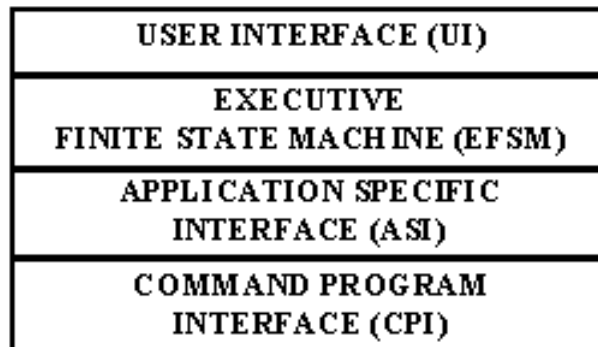 USER INTERFACE (UI)
EXECUTIVE
FINITE STATE MACHINE (EFSM)
APPLICATION SPECIFIC
INTERFACE (ASI)
COMMAND PROGRAM
INTERFACE (CPI)